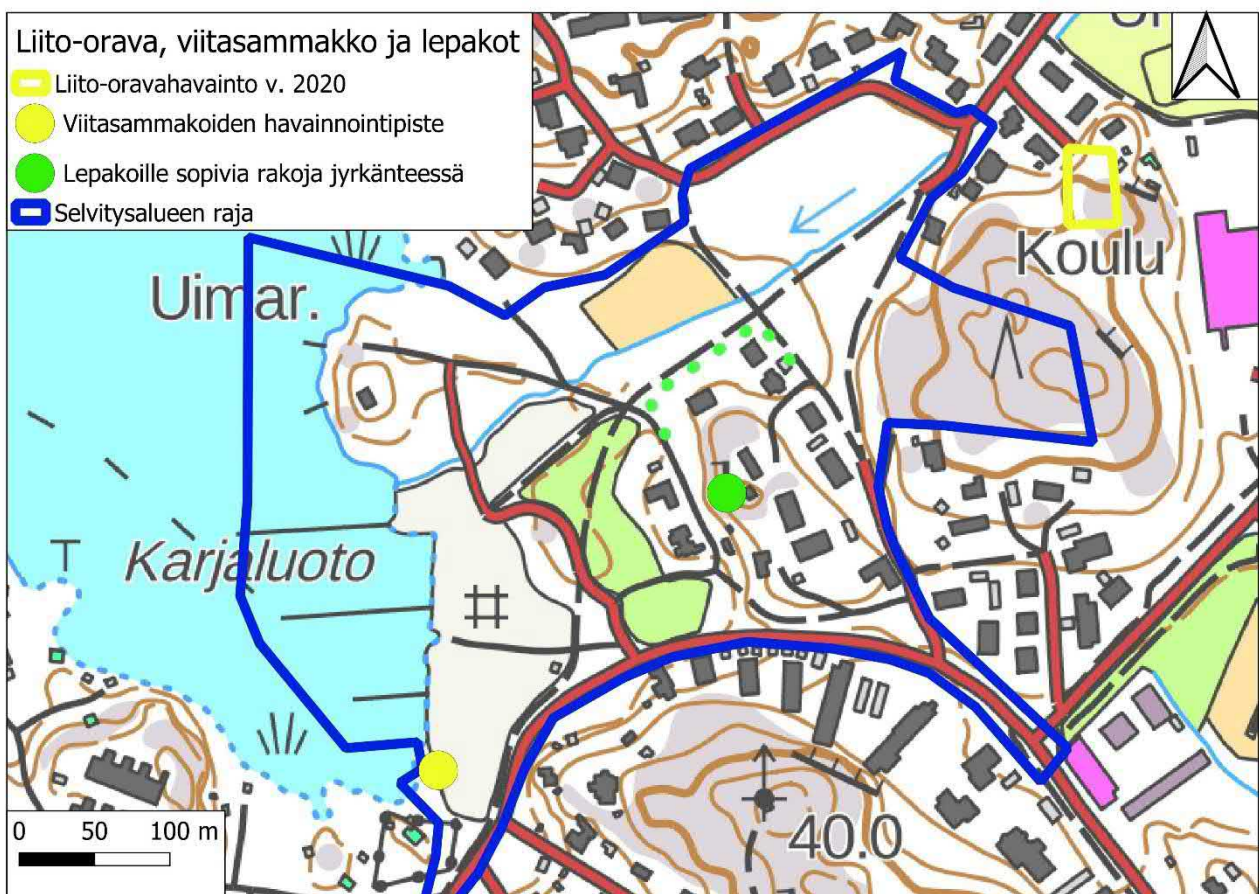 Liito-orava, viitasammakko ja lepakot
Liito-oravahavainto v. 2020
Viitasammakoiden havainnointipiste
Lepakoille sopivia rakoja jyrkänteessä
Selvitysalueen raja
Uimar.
Koulu
Karjaluoto
40.0
0 50 100 m